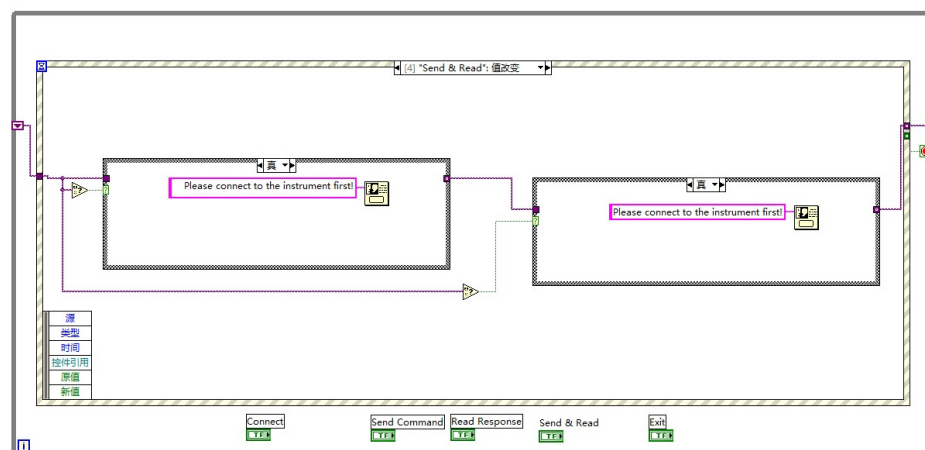 [4] "Send & Read": 值改变
真
Please connect to the instrument first!
真
Please connect to the instrument first!
?
?
源
类型
时间
控件引用
原值
新值
Connect
TF
Send Command
TF
Read Response
TF
Send & Read
TF
Exit
TF
i